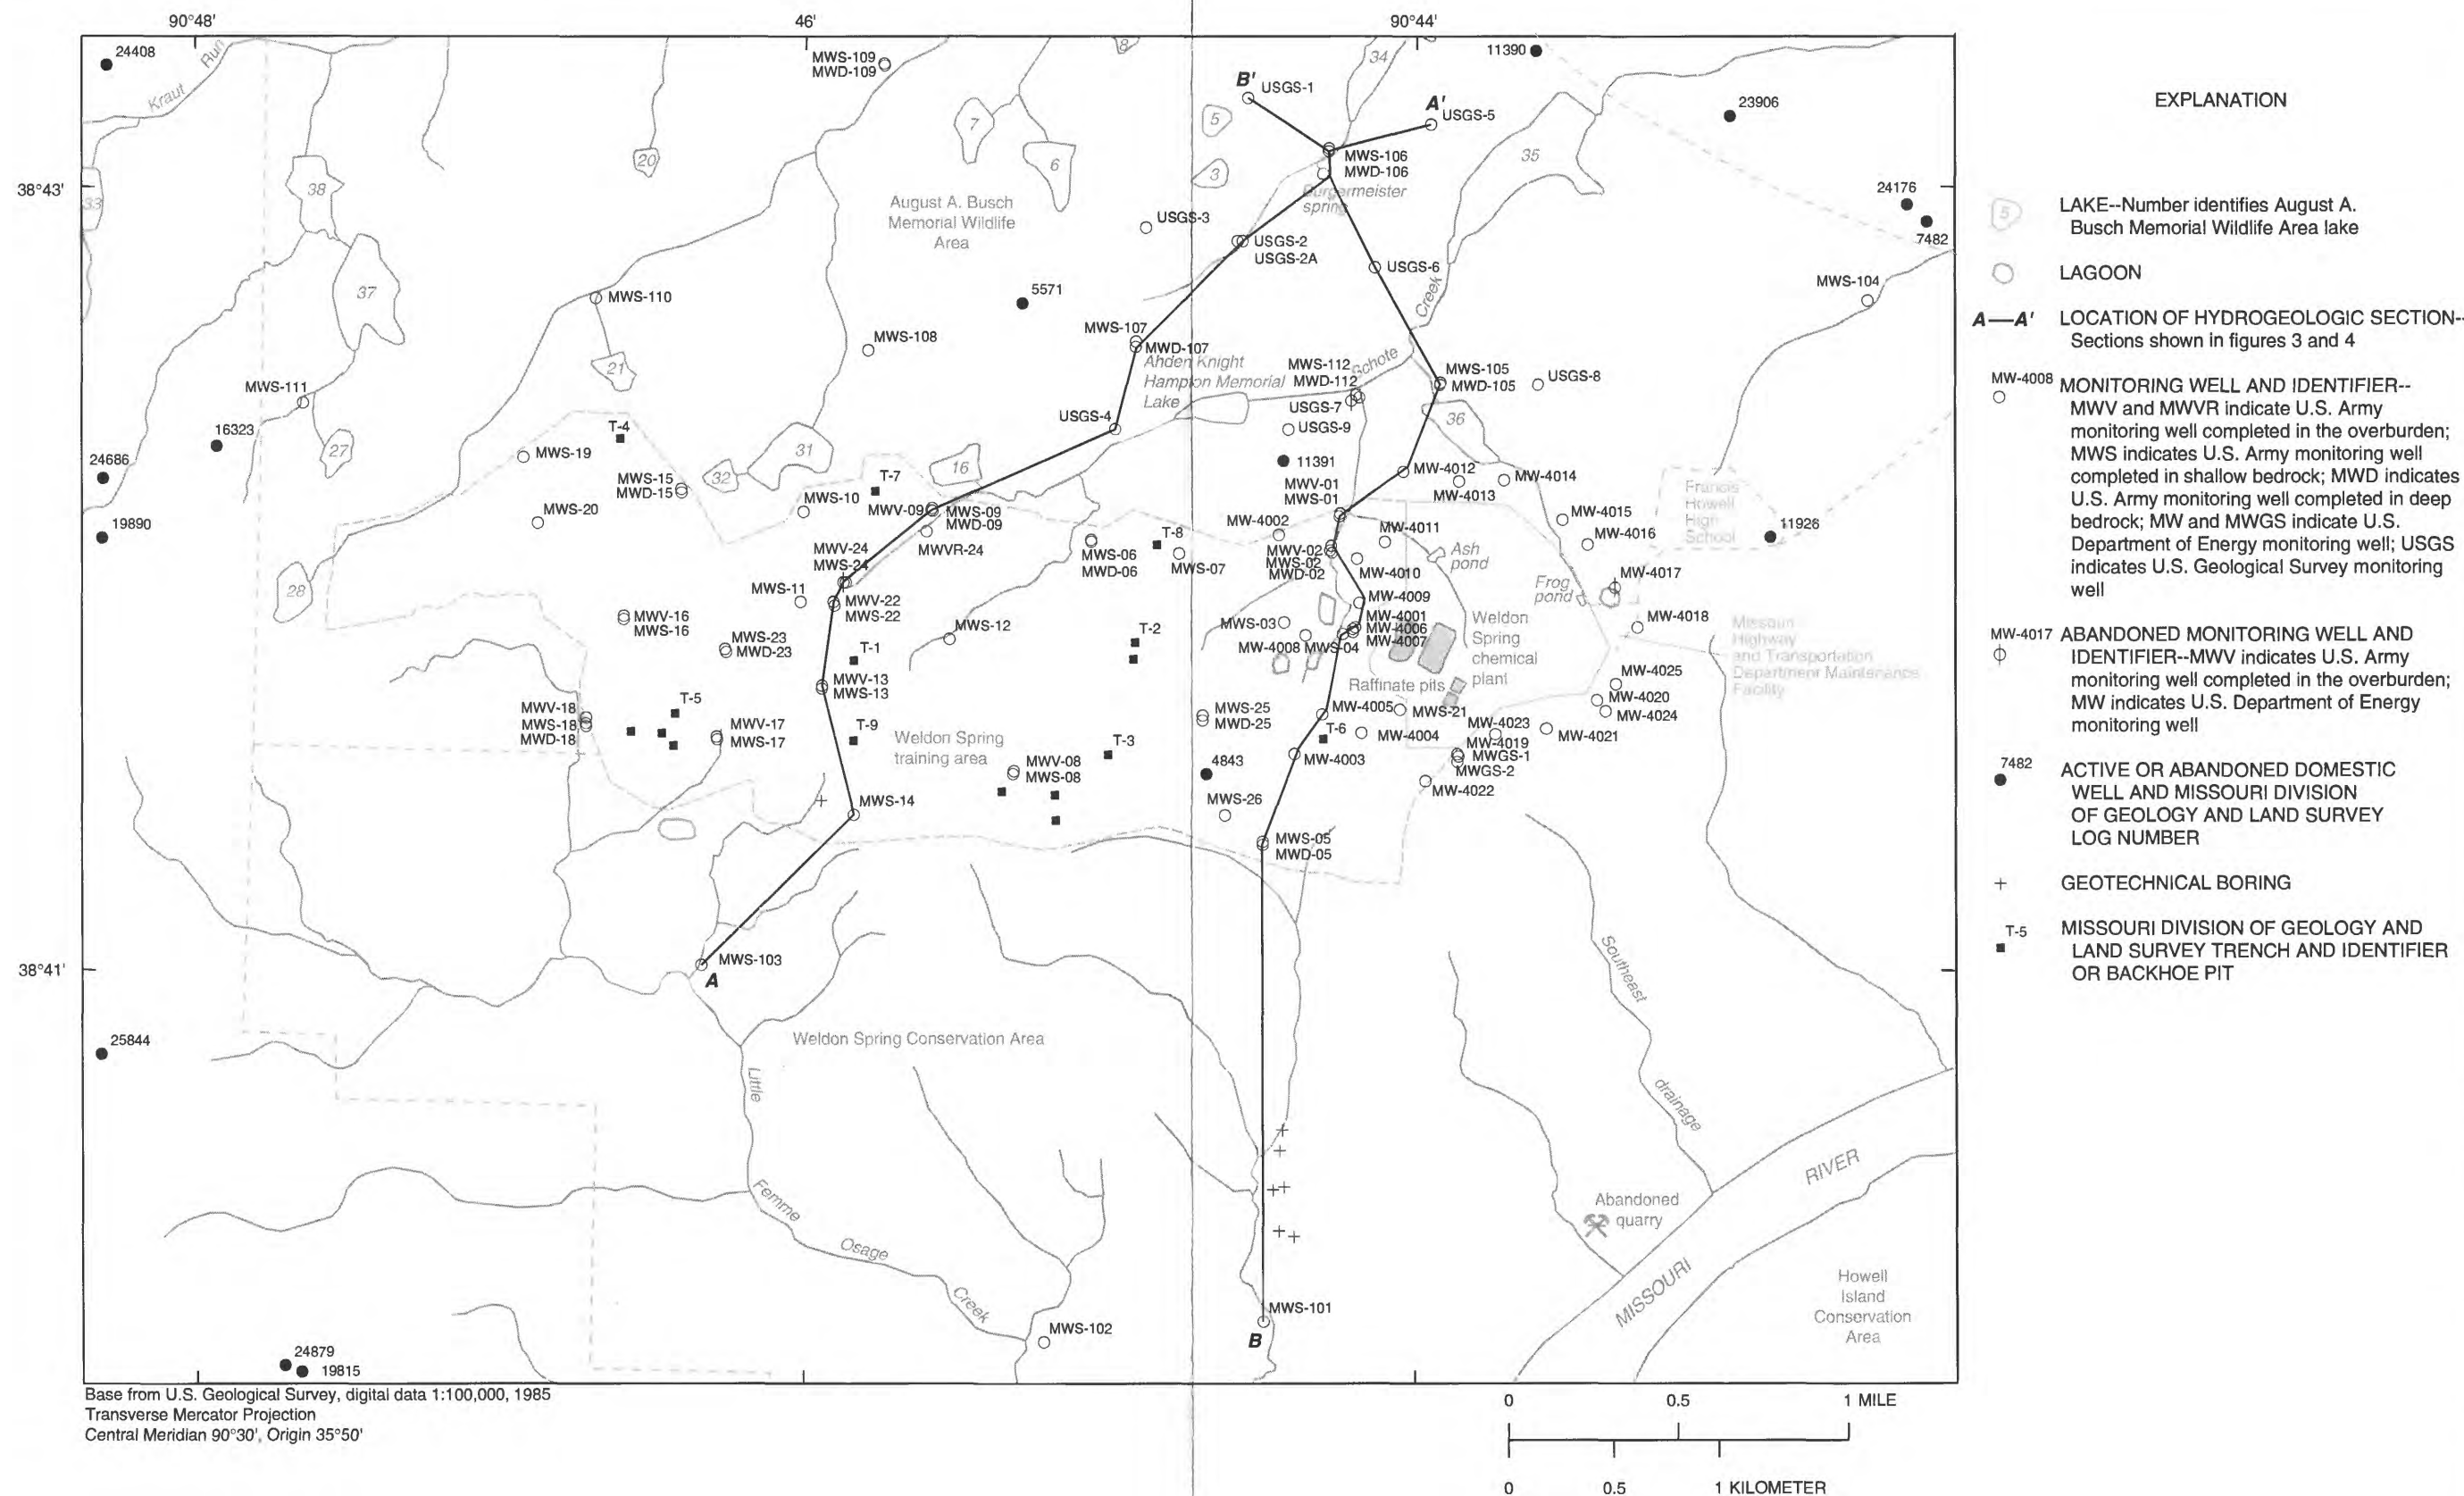 90°48'
46'
90°44'
24408
Kraut Run
MWS-109
MWD-109
8
34
11390
B'
USGS-1
A'
USGS-5
23906
7
5
20
6
3
MWS-106
MWD-106
35
38°43'
38
33
Burgermeister
spring
24176
7482
August A. Busch
Memorial Wildlife
Area
USGS-3
USGS-2
USGS-2A
USGS-6
37
MWS-110
5571
Creek
MWS-104
MWS-107
MWD-107
MWS-108
Ahden Knight
Hampton Memorial
Lake
Schote
MWS-112
MWD-112
MWS-105
MWD-105
USGS-8
21
MWS-111
USGS-4
USGS-7
36
USGS-9
16323
T-4
27
31
24686
MWS-19
32
16
11391
MW-4012
MW-4014
MW-4013
MWS-15
MWD-15
T-7
MWV-01
MWS-01
Francis
Howell
High
School
MWS-10
MWV-09
MWS-09
MWD-09
MWS-20
19890
MW-4015
MW-4016
11926
MWVR-24
T-8
MW-4002
MW-4011
MWV-24
MWS-24
MWS-06
MWD-06
MWS-07
MWV-02
MWS-02
MWD-02
MW-4010
Ash
pond
Frog
pond
MW-4017
28
MWS-11
MWV-22
MWS-22
MW-4009
MWV-16
MWS-16
MWS-12
MWS-03
MW-4001
MW-4006
MW-4007
Weldon
Spring
chemical
plant
MW-4018
Missouri
Highway
and Transportation
Department Maintenance
Facility
MWS-23
MWD-23
T-2
MW-4008
MWS-04
T-1
MW-4025
Raffinate pits
MWV-13
MWS-13
MW-4020
MW-4024
MWV-18
MWS-18
MWD-18
T-5
MWV-17
MWS-17
T-9
MWS-25
MWD-25
MW-4005
MWS-21
T-6
MW-4004
MW-4023
MW-4019
MWGS-1
MWGS-2
MW-4021
Weldon Spring
training area
T-3
MWV-08
MWS-08
4843
MW-4003
MW-4022
MWS-14
MWS-26
MWS-05
MWD-05
Southeast
drainage
38°41'
MWS-103
A
25844
Weldon Spring Conservation Area
Little
Femme
Osage
Creek
Abandoned
quarry
MISSOURI
RIVER
Howell
Island
Conservation
Area
MWS-102
MWS-101
B
24879
19815
Base from U.S. Geological Survey, digital data 1:100,000, 1985
Transverse Mercator Projection
Central Meridian 90°30', Origin 35°50'
0 0.5 1 MILE
0 0.5 1 KILOMETER
EXPLANATION
5
LAKE--Number identifies August A.
Busch Memorial Wildlife Area lake
LAGOON
A—A' LOCATION OF HYDROGEOLOGIC SECTION--
Sections shown in figures 3 and 4
MW-4008 MONITORING WELL AND IDENTIFIER--
MWV and MWVR indicate U.S. Army
monitoring well completed in the overburden;
MWS indicates U.S. Army monitoring well
completed in shallow bedrock; MWD indicates
U.S. Army monitoring well completed in deep
bedrock; MW and MWGS indicate U.S.
Department of Energy monitoring well; USGS
indicates U.S. Geological Survey monitoring
well
MW-4017 ABANDONED MONITORING WELL AND
IDENTIFIER--MWV indicates U.S. Army
monitoring well completed in the overburden;
MW indicates U.S. Department of Energy
monitoring well
7482 ACTIVE OR ABANDONED DOMESTIC
WELL AND MISSOURI DIVISION
OF GEOLOGY AND LAND SURVEY
LOG NUMBER
GEOTECHNICAL BORING
T-5 MISSOURI DIVISION OF GEOLOGY AND
LAND SURVEY TRENCH AND IDENTIFIER
OR BACKHOE PIT